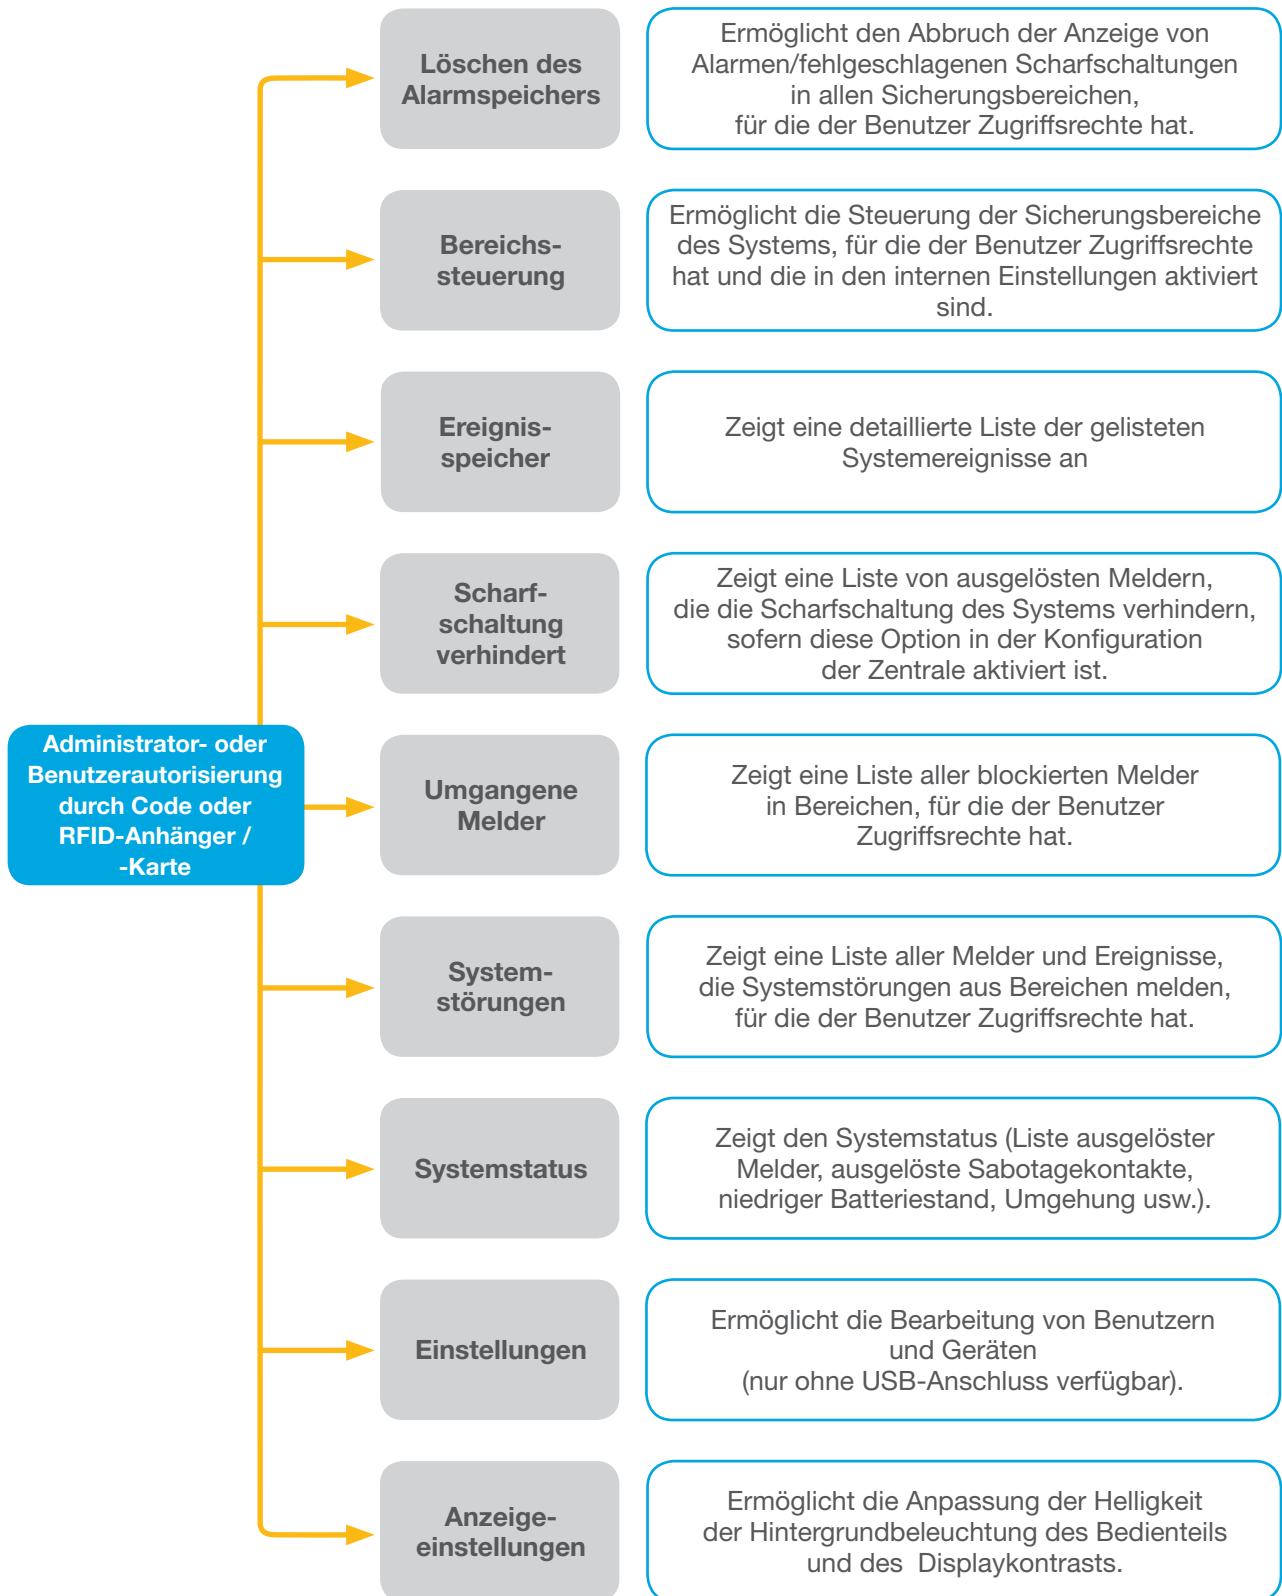 Löschen des
Alarmspeichers
Ermöglicht den Abbruch der Anzeige von
Alarmen/fehlgeschlagenen Scharfschaltungen
in allen Sicherungsbereichen,
für die der Benutzer Zugriffsrechte hat.
Bereichs-
steuerung
Ermöglicht die Steuerung der Sicherungsbereiche
des Systems, für die der Benutzer Zugriffsrechte
hat und die in den internen Einstellungen aktiviert
sind.
Ereignis-
speicher
Zeigt eine detaillierte Liste der gelisteten
Systemereignisse an
Scharf-
schaltung
verhindert
Zeigt eine Liste von ausgelösten Meldern,
die die Scharfschaltung des Systems verhindern,
sofern diese Option in der Konfiguration
der Zentrale aktiviert ist.
Administrator- oder
Benutzerautorisierung
durch Code oder
RFID-Anhänger /
-Karte
Umgangene
Melder
Zeigt eine Liste aller blockierten Melder
in Bereichen, für die der Benutzer
Zugriffsrechte hat.
System-
störungen
Zeigt eine Liste aller Melder und Ereignisse,
die Systemstörungen aus Bereichen melden,
für die der Benutzer Zugriffsrechte hat.
Systemstatus
Zeigt den Systemstatus (Liste ausgelöster
Melder, ausgelöste Sabotagekontakte,
niedriger Batteriestand, Umgehung usw.).
Einstellungen
Ermöglicht die Bearbeitung von Benutzern
und Geräten
(nur ohne USB-Anschluss verfügbar).
Anzeige-
einstellungen
Ermöglicht die Anpassung der Helligkeit
der Hintergrundbeleuchtung des Bedienteils
und des  Displaykontrasts.